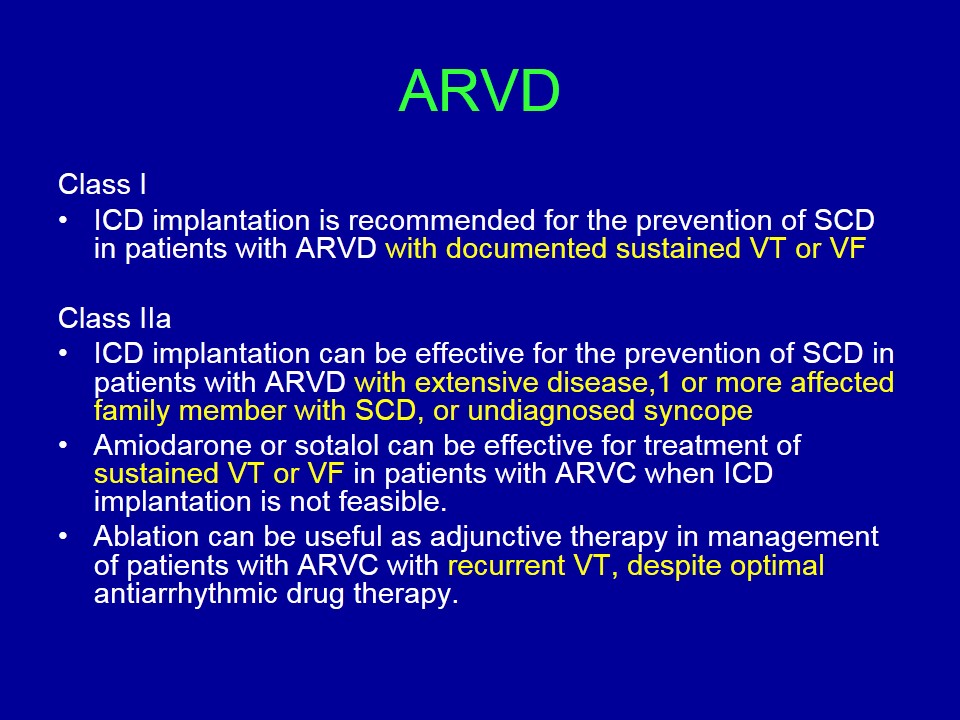 ARVD
Class I
• ICD implantation is recommended for the prevention of SCD
in patients with ARVD with documented sustained VT or VF
Class IIa
• ICD implantation can be effective for the prevention of SCD in
patients with ARVD with extensive disease,1 or more affected
family member with SCD, or undiagnosed syncope
• Amiodarone or sotalol can be effective for treatment of
sustained VT or VF in patients with ARVC when ICD
implantation is not feasible.
• Ablation can be useful as adjunctive therapy in management
of patients with ARVC with recurrent VT, despite optimal
antiarrhythmic drug therapy.